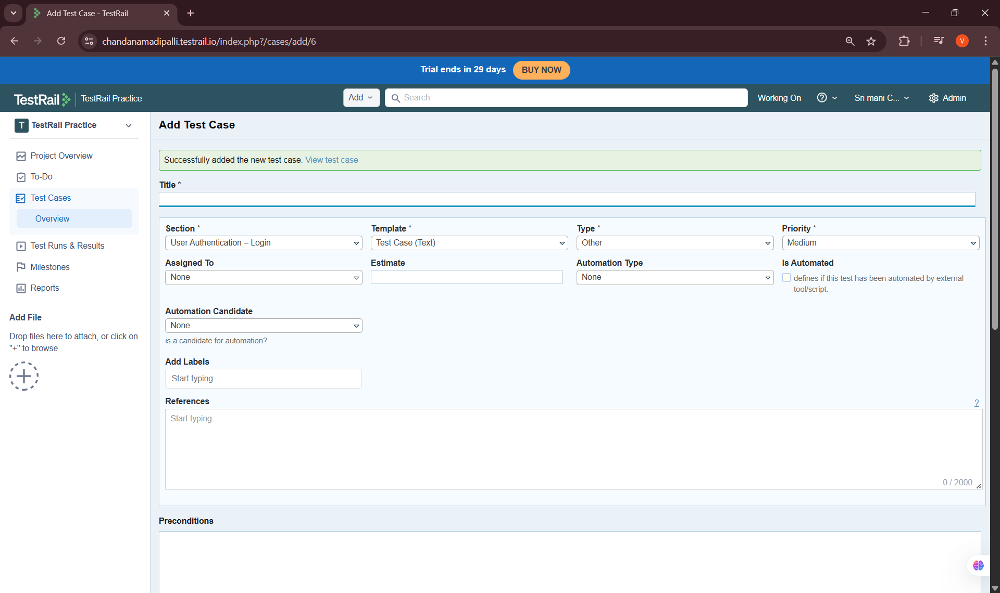 Add Test Case - TestRail
chandanamadipalli.testrail.io/index.php?/cases/add/6
V
Trial ends in 29 days
BUY NOW
TestRail
TestRail Practice
Add
Search
Working On
?
Sri mani C...
Admin
T
TestRail Practice
Project Overview
To-Do
Test Cases
Overview
Test Runs & Results
Milestones
Reports
Add File
Drop files here to attach, or click on
"+" to browse
Add Test Case
Successfully added the new test case. View test case
Title *
Section *
User Authentication – Login
Template *
Test Case (Text)
Type *
Other
Priority *
Medium
Assigned To
None
Estimate
Automation Type
None
Is Automated
defines if this test has been automated by external
tool/script.
Automation Candidate
None
is a candidate for automation?
Add Labels
Start typing
References
?
Start typing
0 / 2000
Preconditions